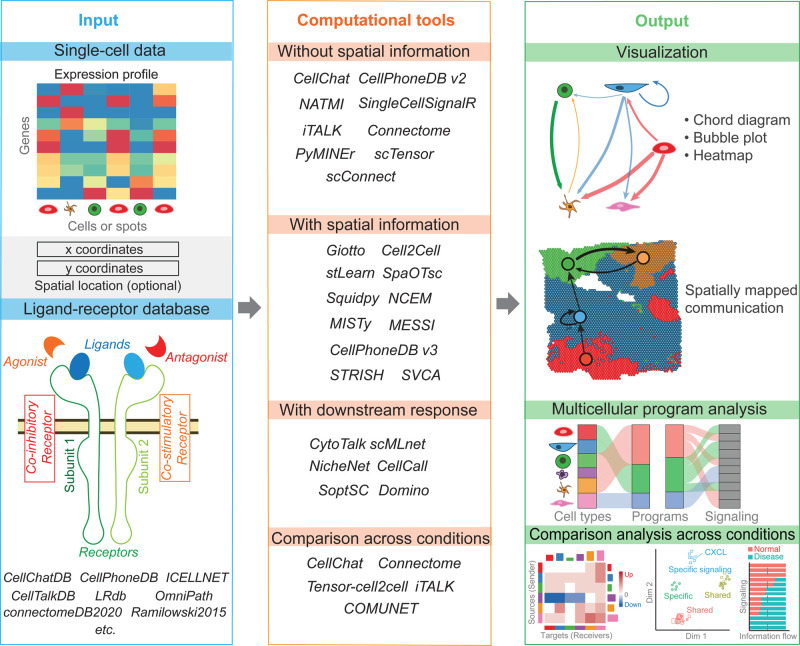 Input
Single-cell data
Expression profile
Genes
Cells or spots
x coordinates
y coordinates
Spatial location (optional)
Ligand-receptor database
Agonist
Ligands
Antagonist
Co-inhibitory
Receptor
Subunit 1
Subunit 2
Co-stimulatory
Receptor
Receptors
CellChatDB CellPhoneDB ICELLNET
CellTalkDB LRdb OmniPath
connectomeDB2020 Ramilowski2015
etc.
Computational tools
Without spatial information
CellChat CellPhoneDB v2
NATMI SingleCellSignalR
iTALK Connectome
PyMINEr scTensor
scConnect
With spatial information
Giotto Cell2Cell
stLearn SpaOTsc
Squidpy NCEM
MISTy MESSI
CellPhoneDB v3
STRISH SVCA
With downstream response
CytoTalk scMLnet
NicheNet CellCall
SoptSC Domino
Comparison across conditions
CellChat Connectome
Tensor-cell2cell iTALK
COMUNET
Output
Visualization
• Chord diagram
• Bubble plot
• Heatmap
Spatially mapped
communication
Multicellular program analysis
Cell types
Programs
Signaling
Comparison analysis across conditions
Sources (Sender)
Targets (Receivers)
Up
0
Down
Dim 2
CXCL
Specific signaling
Specific
Shared
Shared
Dim 1
Normal
Disease
Signaling
Information flow